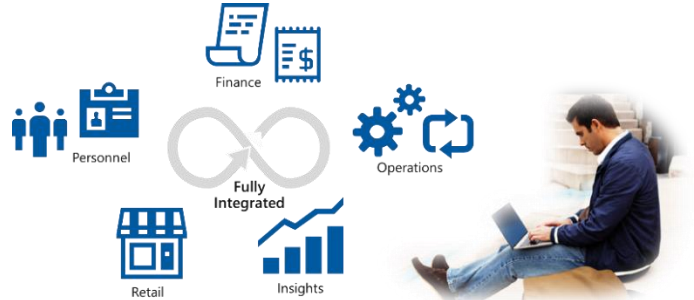 Finance
Personnel
Operations
Fully
Integrated
Retail
Insights